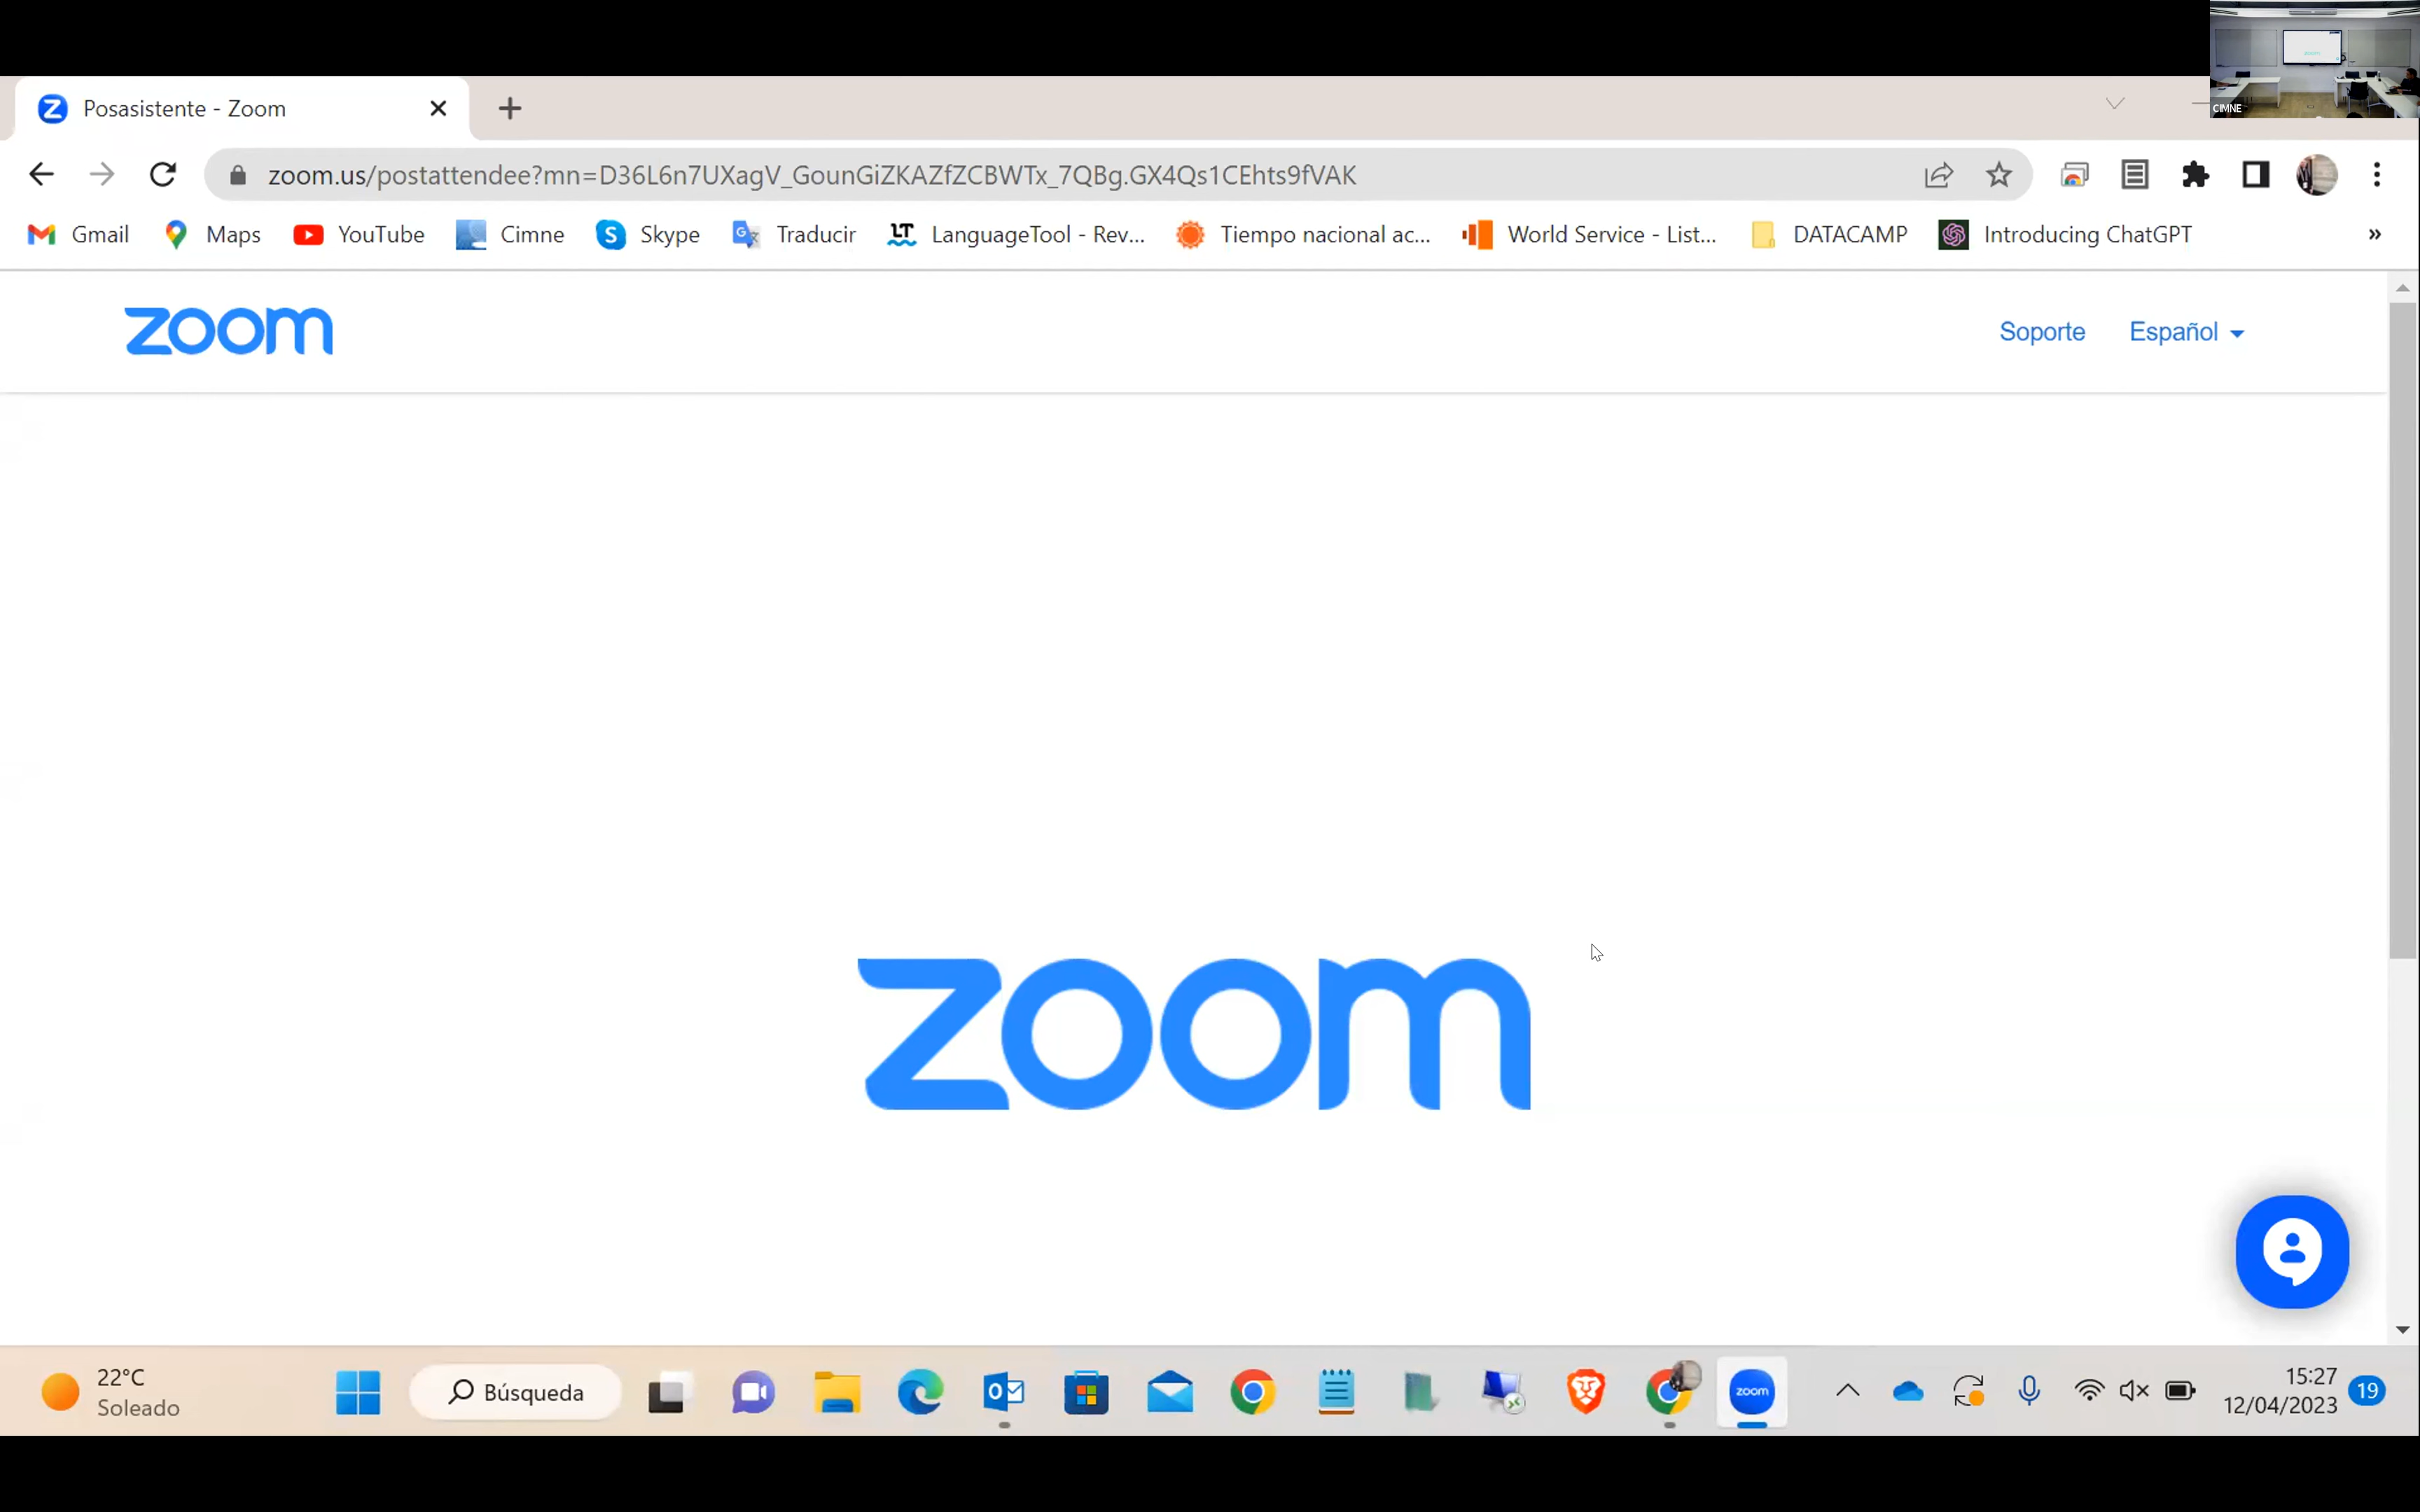 CIMNE
Posasistente - Zoom
zoom.us/postattendee?mn=D36L6n7UXagV_GounGiZKAZfZCBWTx_7QBg.GX4Qs1CEhts9fVAK
Gmail Maps YouTube Cimne Skype Traducir LanguageTool - Rev... Tiempo nacional ac... World Service - List... DATACAMP Introducing ChatGPT »
zoom Soporte Español
zoom
22°C
Soleado
Búsqueda
zoom
15:27
12/04/2023
19